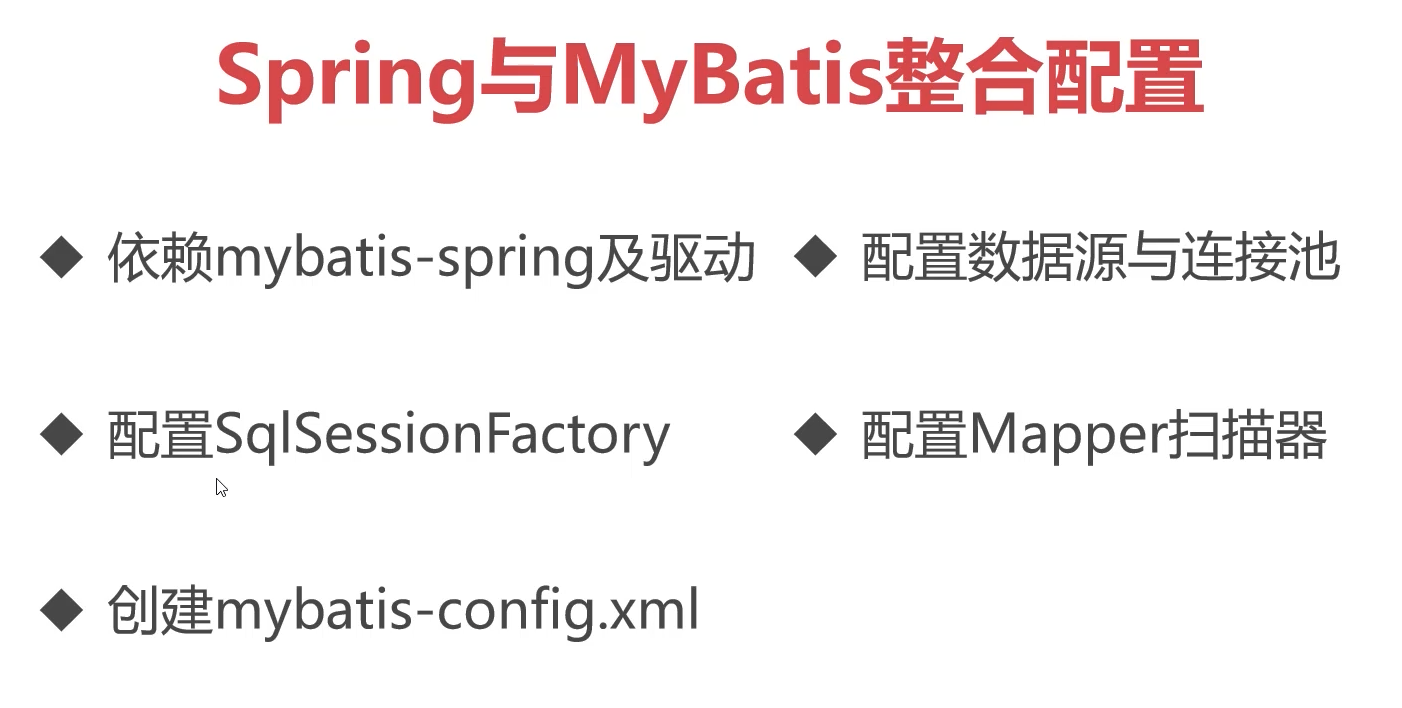 Spring与MyBatis整合配置
◆ 依赖mybatis-spring及驱动
◆ 配置数据源与连接池
◆ 配置SqlSessionFactory
◆ 配置Mapper扫描器
◆ 创建mybatis-config.xml